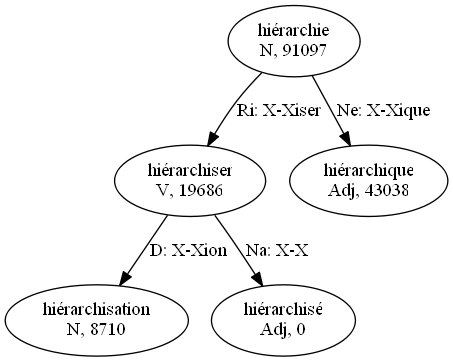 hiérarchie
N, 91097
Ri: X-Xiser
Ne: X-Xique
hiérarchiser
V, 19686
hiérarchique
Adj, 43038
D: X-Xion
Na: X-X
hiérarchisation
N, 8710
hiérarchisé
Adj, 0